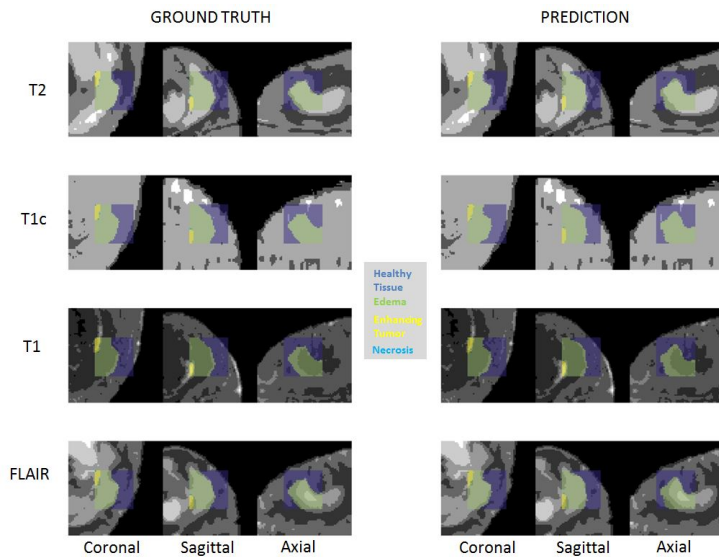 GROUND TRUTH PREDICTION
T2
T1c
Healthy
Tissue
Edema
Enhancing
Tumor
Necrosis
T1
FLAIR
Coronal Sagittal Axial Coronal Sagittal Axial